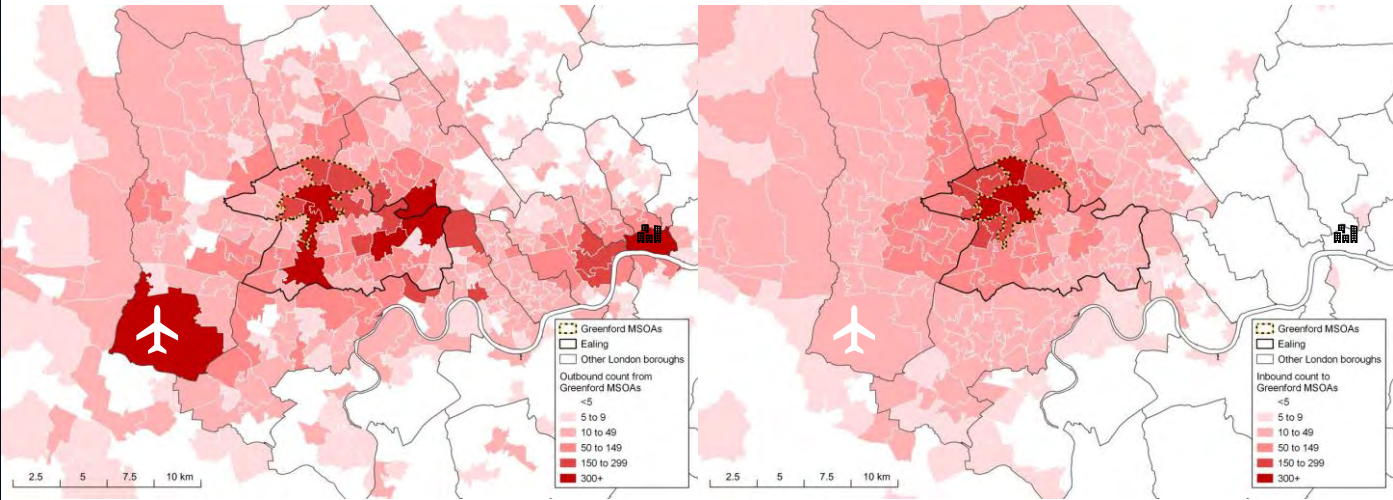 Greenford MSOAs
Ealing
Other London boroughs
Outbound count from
Greenford MSOAs
<5
5 to 9
10 to 49
50 to 149
150 to 299
300+
2.5 5 7.5 10 km
Greenford MSOAs
Ealing
Other London boroughs
Inbound count to
Greenford MSOAs
<5
5 to 9
10 to 49
50 to 149
150 to 299
300+
2.5 5 7.5 10 km